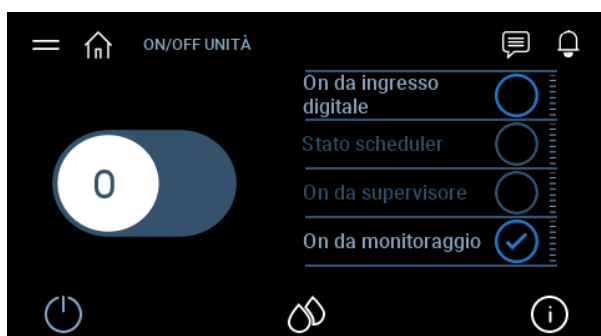 ON/OFF UNITÀ
On da ingresso
digitale
Stato scheduler
0
On da supervisore
On da monitoraggio